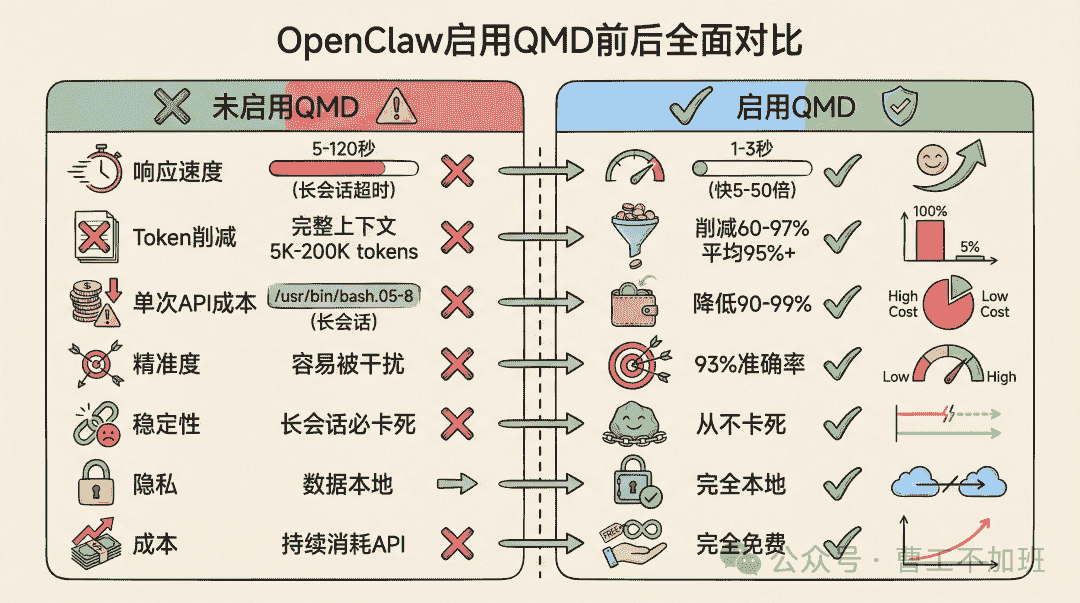 OpenClaw启用QMD前后全面对比
未启用QMD
启用QMD
响应速度
5-120秒
(长会话超时)
1-3秒
(快5-50倍)
Token削减
完整上下文
5K-200K tokens
削减60-97%
平均95%+
100%
5%
单次API成本
/usr/bin/bash.05-8
(长会话)
降低90-99%
High
Cost
Low
Cost
精准度
容易被干扰
93%准确率
Low
High
稳定性
长会话必卡死
从不卡死
隐私
数据本地
完全本地
成本
持续消耗API
FREE
完全免费
公众号 · 曹工不加班